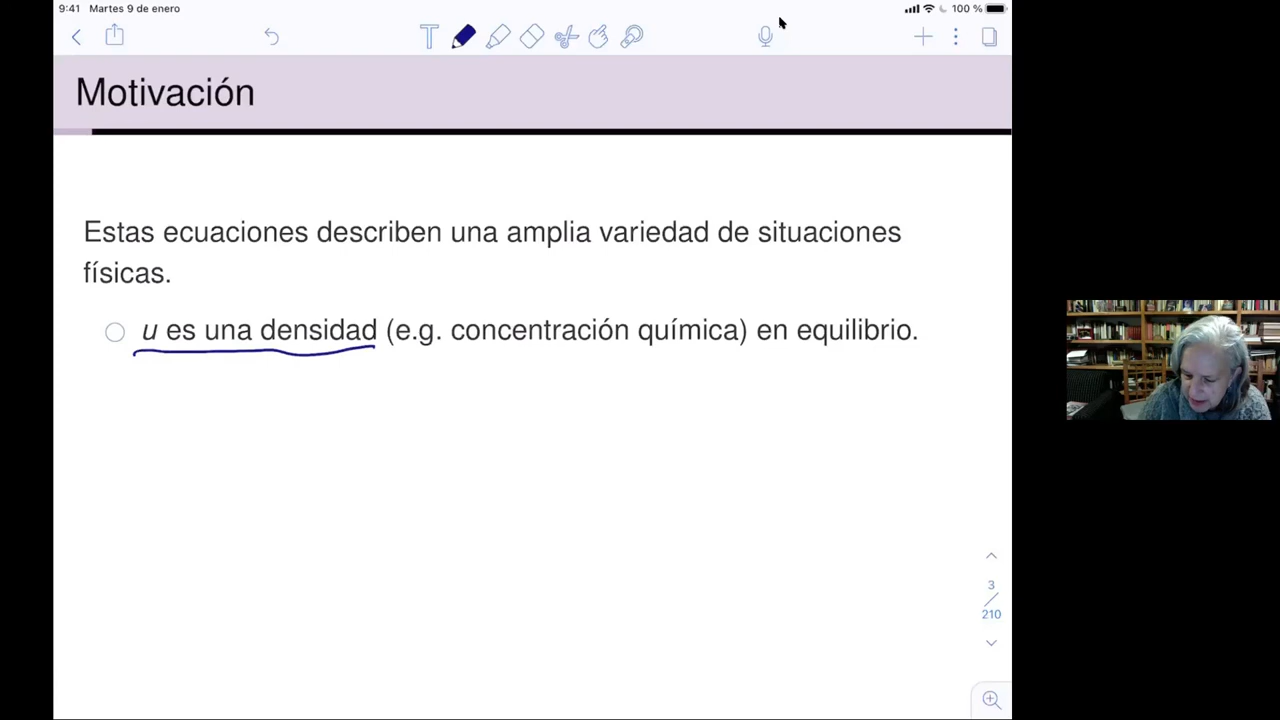 9:41 Martes 9 de enero 100 %
T
Motivación
Estas ecuaciones describen una amplia variedad de situaciones
físicas.
u es una densidad (e.g. concentración química) en equilibrio.
3
210